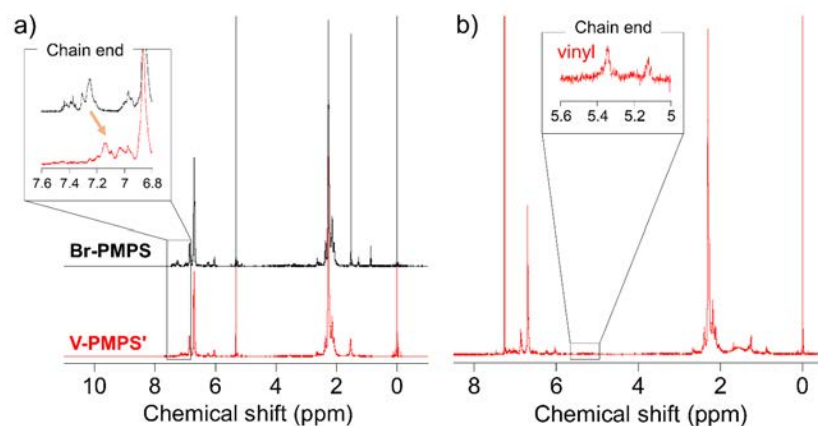 a)
Chain end
7.6 7.4 7.2 7 6.8
Br-PMPS
V-PMPS'
10 8 6 4 2 0
Chemical shift (ppm)
b)
Chain end
vinyl
5.6 5.4 5.2 5
8 6 4 2 0
Chemical shift (ppm)